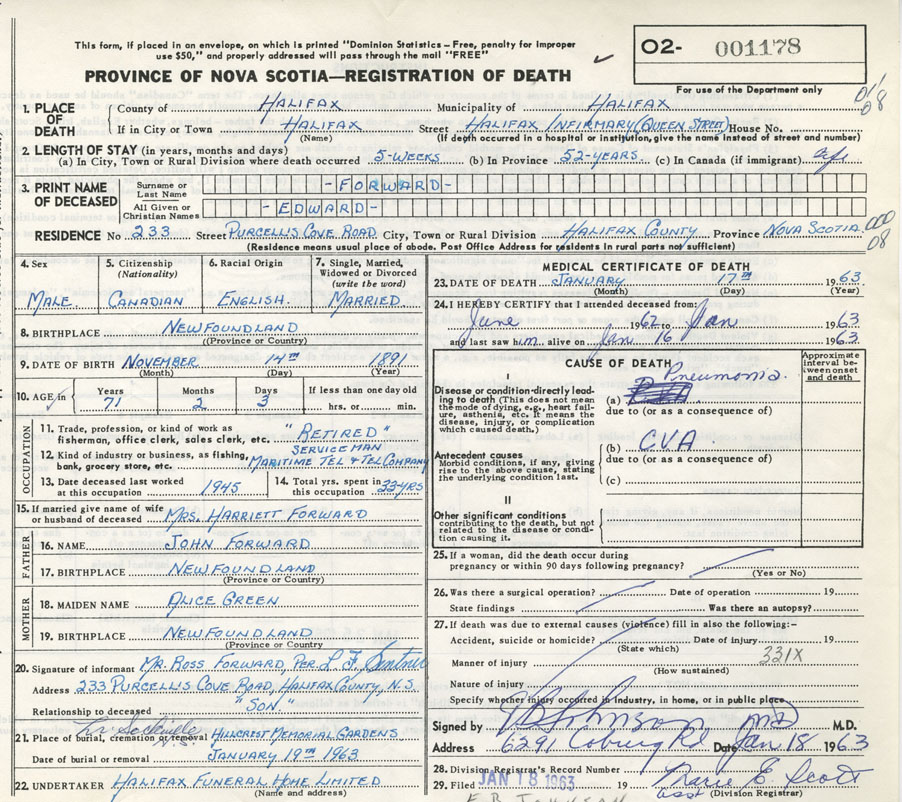 This form, if placed in an envelope, on which is printed "Dominion Statistics – Free, penalty for improper
use $50," and properly addressed will pass through the mail "FREE"
O2- 001178
PROVINCE OF NOVA SCOTIA—REGISTRATION OF DEATH
For use of the Department only
1. PLACE OF DEATH
County of HALIFAX Municipality of HALIFAX
If in City or Town HALIFAX Street HALIFAX INFIRMARY (QUEEN STREET) House No.
(Name) (If death occurred in a hospital or institution, give the name instead of street and number)
2. LENGTH OF STAY (in years, months and days)
(a) In City, Town or Rural Division where death occurred 5-WEEKS (b) In Province 52-YEARS (c) In Canada (if immigrant) Life
3. PRINT NAME OF DECEASED
Surname or Last Name -FORWARD-
All Given or Christian Names -EDWARD-
RESIDENCE No 233 Street PURCELLS COVE ROAD City, Town or Rural Division HALIFAX COUNTY Province NOVA SCOTIA
(Residence means usual place of abode. Post Office Address for residents in rural parts not sufficient)
000
08
4. Sex MALE.
5. Citizenship (Nationality) CANADIAN
6. Racial Origin ENGLISH.
7. Single, Married, Widowed or Divorced (write the word) MARRIED
8. BIRTHPLACE NEWFOUNDLAND
((Province or Country)
9. DATE OF BIRTH NOVEMBER 14TH 1891
(Month) (Day) (Year)
10. AGE in Years 71 Months 2 Days 3 If less than one day old hrs. or min.
OCCUPATION
11. Trade, profession, or kind of work as fisherman, office clerk, sales clerk, etc. "RETIRED"
12. Kind of industry or business, as fishing, bank, grocery store, etc. SERVICEMAN MARITIME TEL & TEL COMPANY
13. Date deceased last worked at this occupation 1945
14. Total yrs. spent in this occupation 33-YRS
15. If married give name of wife or husband of deceased MRS. HARRIETT FORWARD
FATHER
16. NAME JOHN FORWARD
17. BIRTHPLACE NEWFOUNDLAND
(Province or Country)
MOTHER
18. MAIDEN NAME ALICE GREEN
19. BIRTHPLACE NEWFOUNDLAND
(Province or Country)
20. Signature of informant MR. ROSS FORWARD, PER. L. F.
Address 233 PURCELLS COVE ROAD, HALIFAX COUNTY, N.S.
Relationship to deceased "SON"
Lr Sackville N.S.
21. Place of burial, cremation or removal HILLCREST MEMORIAL GARDENS
Date of burial or removal JANUARY 19TH 1963
22. UNDERTAKER HALIFAX FUNERAL HOME LIMITED
(Name and address)
MEDICAL CERTIFICATE OF DEATH
23. DATE OF DEATH JANUARY 17TH 1963
(Month) (Day) (Year)
24. I HEREBY CERTIFY that I attended deceased from:
June 1962 to Jan 1963
and last saw him alive on Jan 16 1963
CAUSE OF DEATH
Approximate interval between onset and death
I
Disease or condition directly leading to death (This does not mean the mode of dying, e.g., heart failure, asthenia, etc. It means the disease, injury, or complication which caused death.)
(a) Pneumonia.
due to (or as a consequence of)
Antecedent causes
Morbid conditions, if any, giving rise to the above cause, stating the underlying condition last.
(b) CVA
due to (or as a consequence of)
(c)
II
Other significant conditions
contributing to the death, but not related to the disease or condition causing it.
25. If a woman, did the death occur during
pregnancy or within 90 days following pregnancy?
(Yes or No)
26. Was there a surgical operation? Date of operation 19
State findings Was there an autopsy?
27. If death was due to external causes (violence) fill in also the following:–
Accident, suicide or homicide? Date of injury 19
(State which) 331X
Manner of injury
(How sustained)
Nature of injury
Specify whether injury occurred in industry, in home, or in public place
Signed by Johnson MD M.D.
Address 6291 Coburg Rd Date Jan 18 1963
28. Division Registrar's Record Number
29. Filed JAN 18 1963 19 Marie E. Scott
asst (Division Registrar)